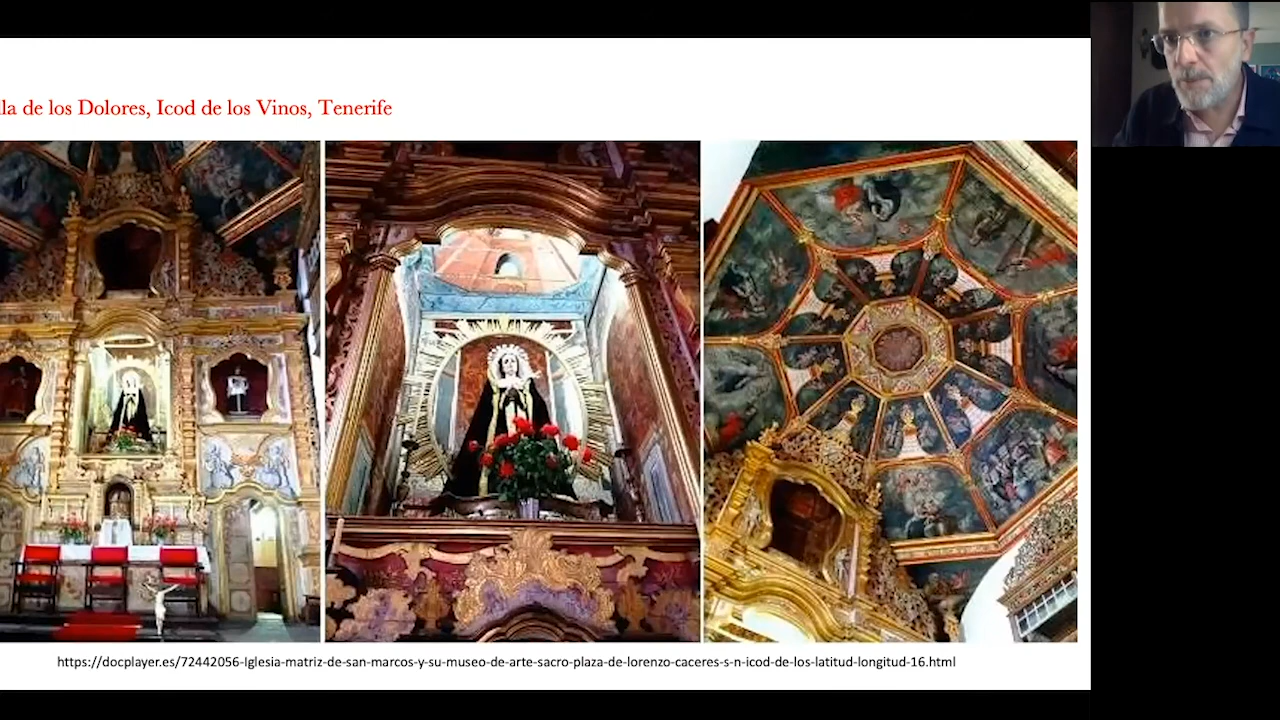 lla de los Dolores, Icod de los Vinos, Tenerife
https://docplayer.es/72442056-Iglesia-matriz-de-san-marcos-y-su-museo-de-arte-sacro-plaza-de-lorenzo-caceres-s-n-icod-de-los-latitud-longitud-16.html